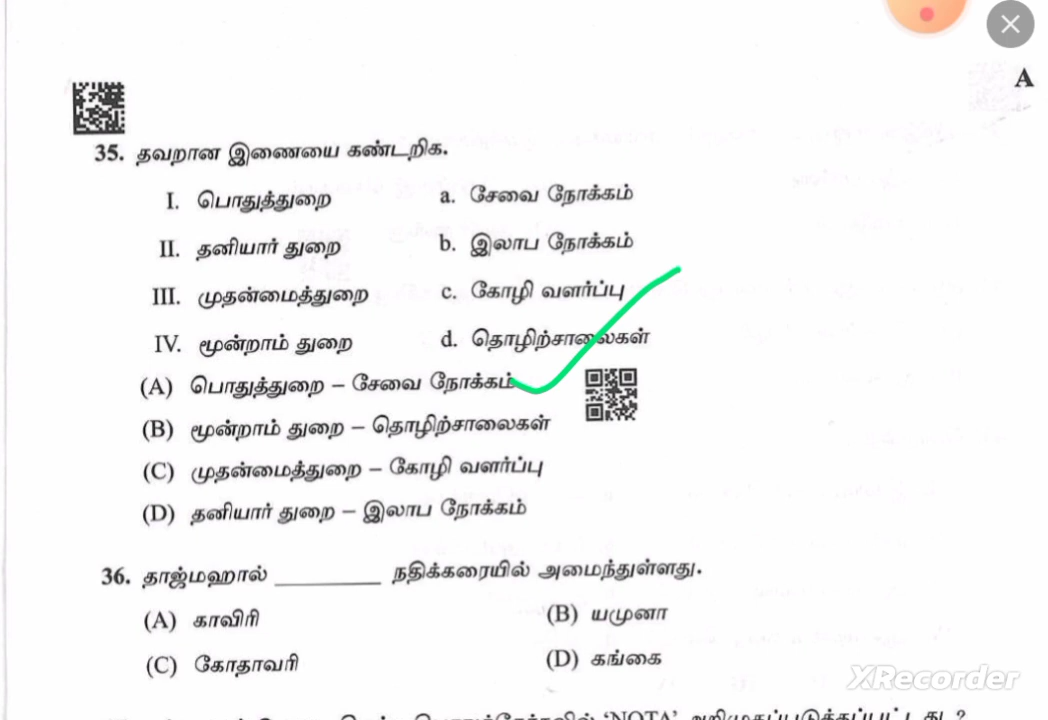 A
35. தவறான இணையை கண்டறிக.
I. பொதுத்துறை a. சேவை நோக்கம்
II. தனியார் துறை b. இலாப நோக்கம்
III. முதன்மைத்துறை c. கோழி வளர்ப்பு
IV. மூன்றாம் துறை d. தொழிற்சாலைகள்
(A) பொதுத்துறை – சேவை நோக்கம்
(B) மூன்றாம் துறை – தொழிற்சாலைகள்
(C) முதன்மைத்துறை – கோழி வளர்ப்பு
(D) தனியார் துறை – இலாப நோக்கம்
36. தாஜ்மஹால் ________ நதிக்கரையில் அமைந்துள்ளது.
(A) காவிரி (B) யமுனா
(C) கோதாவரி (D) கங்கை
XRecorder
'NOTA' ?